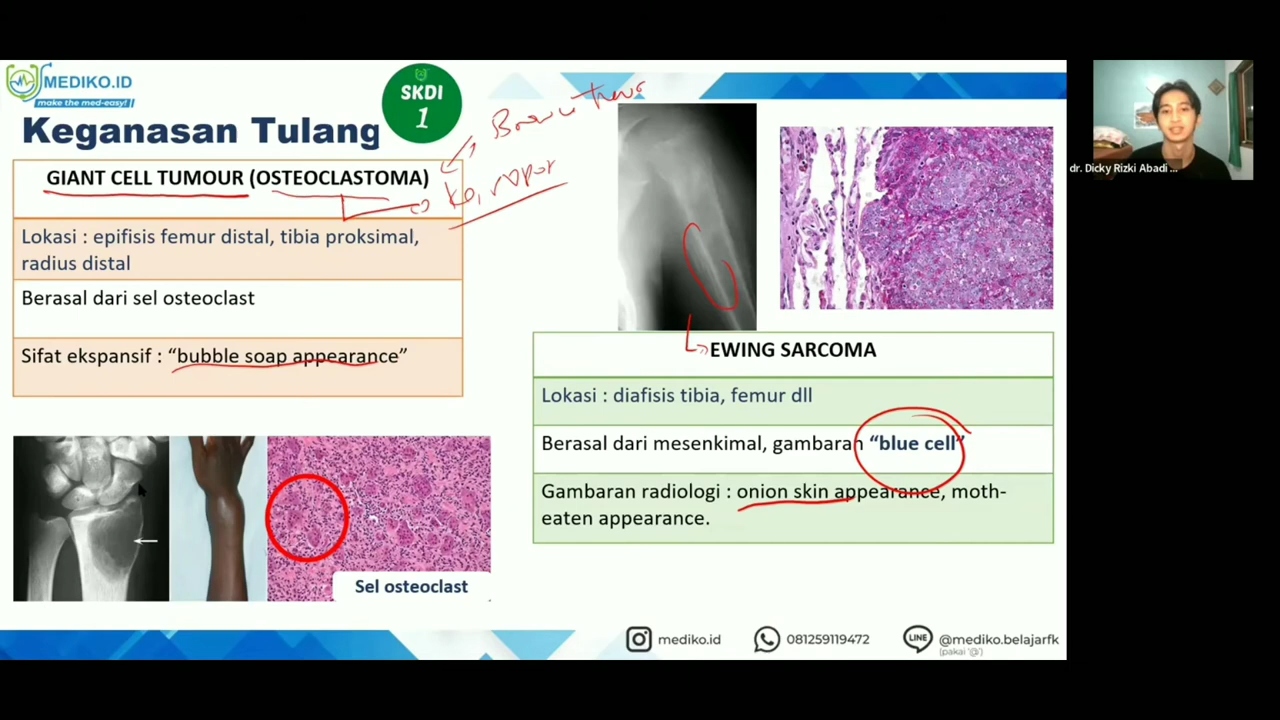 MEDIKO.ID
make the med-easy!
SKDI
1
Keganasan Tulang
GIANT CELL TUMOUR (OSTEOCLASTOMA)
Lokasi : epifisis femur distal, tibia proksimal,
radius distal
Berasal dari sel osteoclast
Sifat ekspansif : “bubble soap appearance”
Sel osteoclast
EWING SARCOMA
Lokasi : diafisis tibia, femur dll
Berasal dari mesenkimal, gambaran “blue cell”
Gambaran radiologi : onion skin appearance, moth-
eaten appearance.
mediko.id
081259119472
LINE
@mediko.belajarfk
(pakai '@')
dr. Dicky Rizki Abadi ...